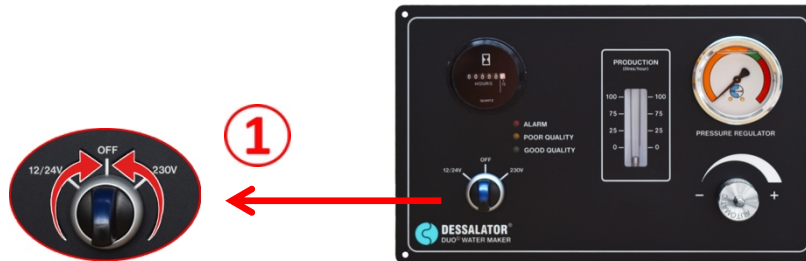 OFF
12/24V
230V
1
HOURS
QUARTZ
ALARM
POOR QUALITY
GOOD QUALITY
OFF
12/24V
230V
DESSALATOR®
DUO© WATER MAKER
PRODUCTION
(litres/hour)
100 100
75 75
25 25
0 0
PRESSURE REGULATOR
- +